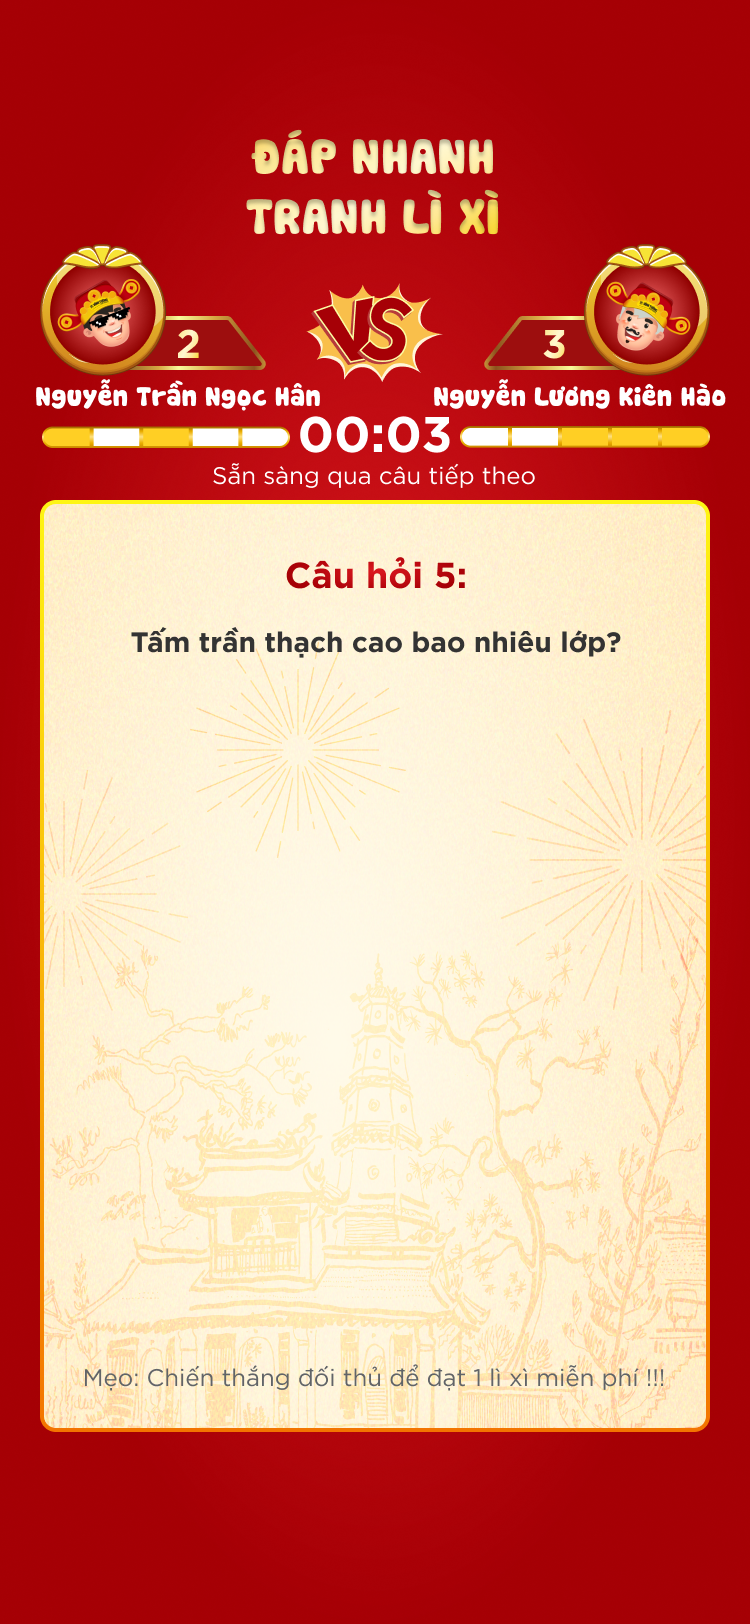 ĐÁP NHANH
TRANH LÌ XÌ
2
VS
3
Nguyễn Trần Ngọc Hân
Nguyễn Lương Kiên Hào
00:03
Sẵn sàng qua câu tiếp theo
Câu hỏi 5:
Tấm trần thạch cao bao nhiêu lớp?
Mẹo: Chiến thắng đối thủ để đạt 1 lì xì miễn phí !!!